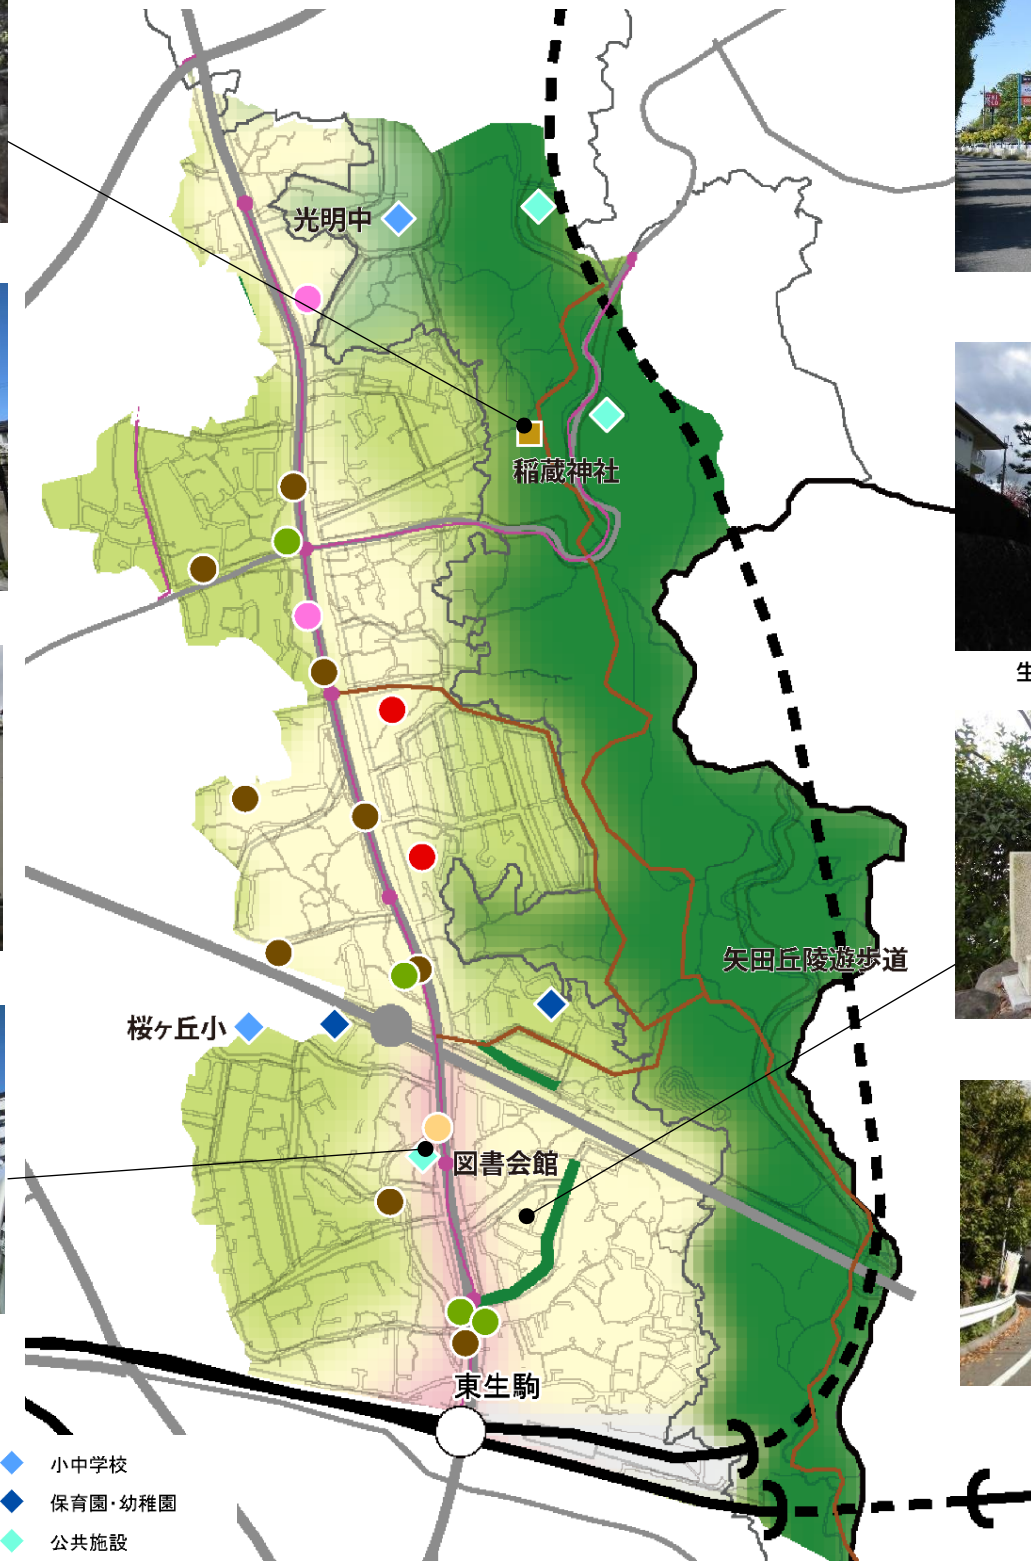 光明中
稲蔵神社
生
矢田丘陵遊歩道
桜ヶ丘小
図書会館
東生駒
小中学校
保育園・幼稚園
公共施設